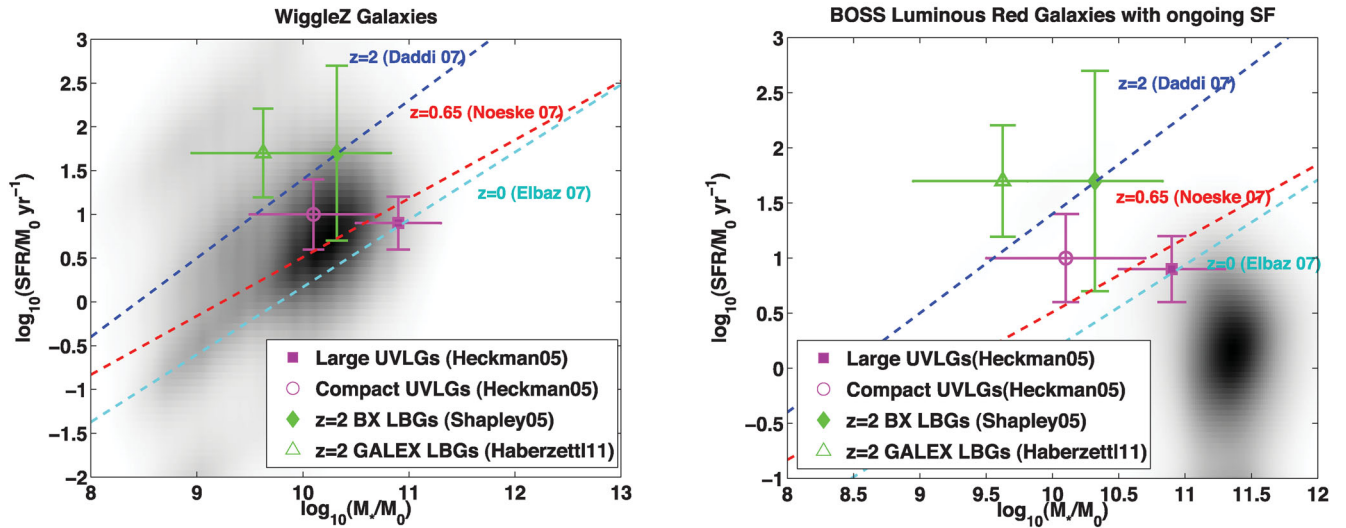 WiggleZ Galaxies
3
2.5
2
1.5
1
0.5
0
−0.5
−1
−1.5
−2
log10(SFR/M0 yr−1)
z=2 (Daddi 07)
z=0.65 (Noeske 07)
z=0 (Elbaz 07)
Large UVLGs (Heckman05)
Compact UVLGs (Heckman05)
z=2 BX LBGs (Shapley05)
z=2 GALEX LBGs (Haberzettl11)
8 9 10 11 12 13
log10(M*/M0)
BOSS Luminous Red Galaxies with ongoing SF
3
2.5
2
1.5
1
0.5
0
−0.5
−1
log10(SFR/M0 yr−1)
z=2 (Daddi 07)
z=0.65 (Noeske 07)
z=0 (Elbaz 07)
Large UVLGs(Heckman05)
Compact UVLGs(Heckman05)
z=2 BX LBGs (Shapley05)
z=2 GALEX LBGs (Haberzettl11)
8 8.5 9 9.5 10 10.5 11 11.5 12
log10(M*/M0)